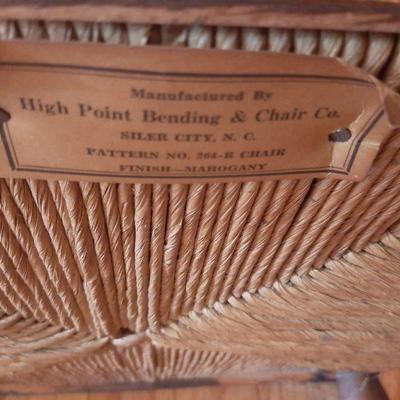 Manufactured By
High Point Bending & Chair Co.
SILER CITY, N. C.
PATTERN NO. 264-R CHAIR
FINISH—MAHOGANY